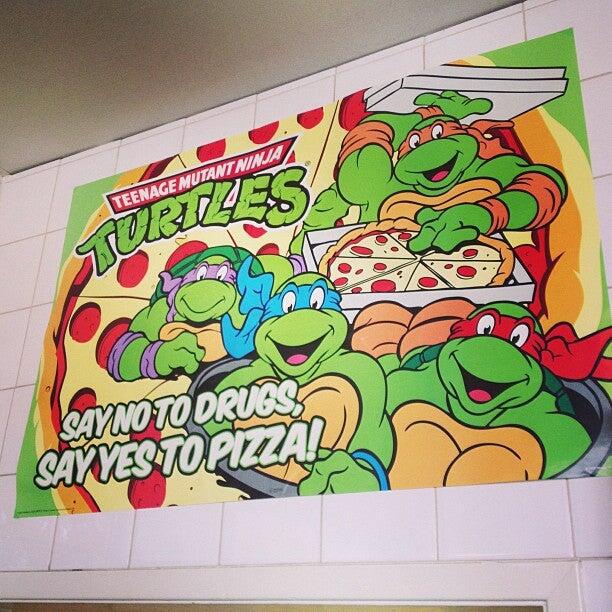 TEENAGE MUTANT NINJA
TURTLES
SAY NO TO DRUGS,
SAY YES TO PIZZA!